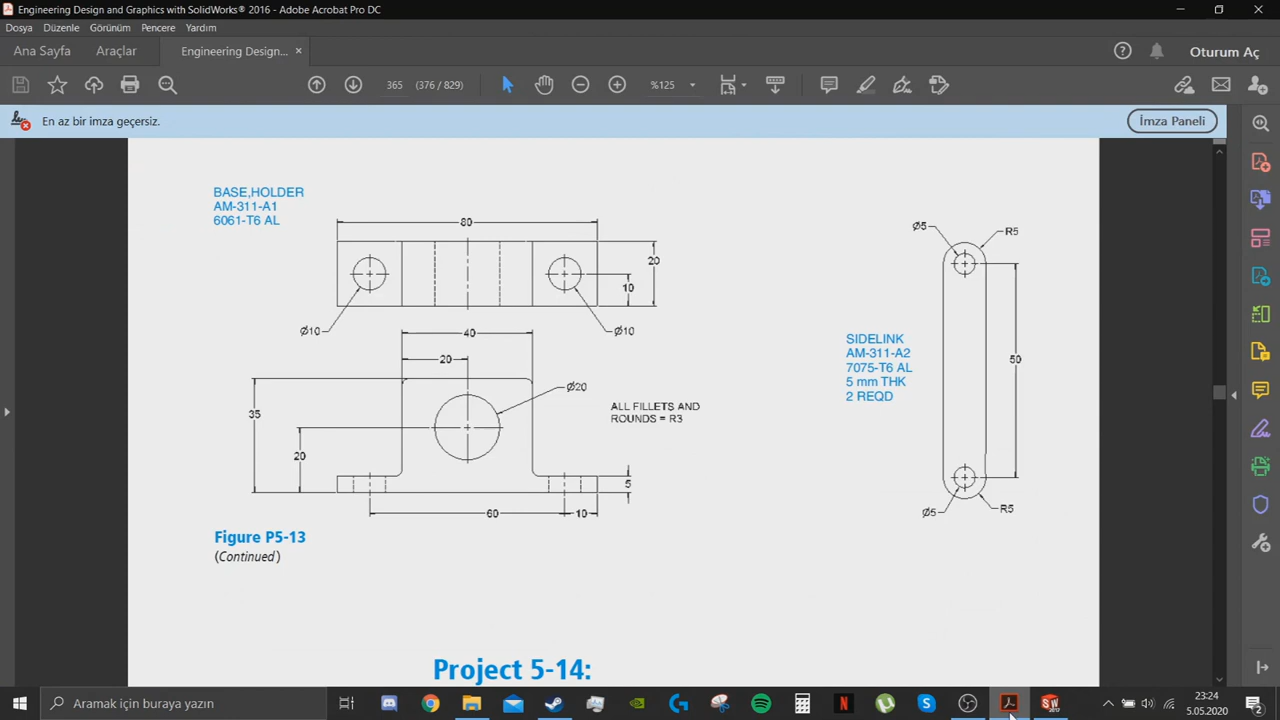 Engineering Design and Graphics with SolidWorks® 2016 - Adobe Acrobat Pro DC
Dosya Düzenle Görünüm Pencere Yardım
Ana Sayfa Araçlar Engineering Design... × Oturum Aç
365 (376 / 829) %125
En az bir imza geçersiz. İmza Paneli
BASE,HOLDER
AM-311-A1
6061-T6 AL
80
20
10
Ø10
Ø10
40
20
Ø20
35
20
ALL FILLETS AND
ROUNDS = R3
5
60
10
Figure P5-13
(Continued)
Ø5
R5
SIDELINK
AM-311-A2
7075-T6 AL
5 mm THK
2 REQD
50
Ø5
R5
Project 5-14:
Aramak için buraya yazın
23:24
5.05.2020
2